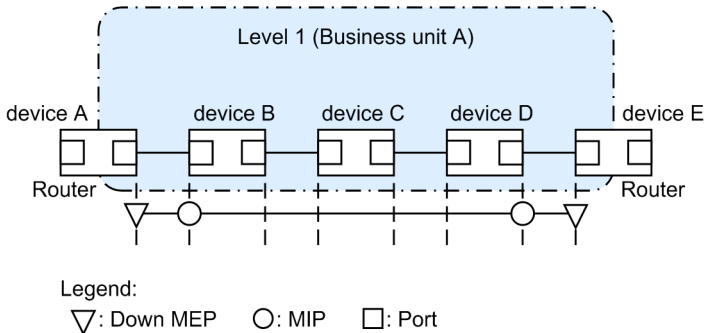 Level 1 (Business unit A)
device A
device B
device C
device D
device E
Router
Router
Legend:
: Down MEP
: MIP
: Port